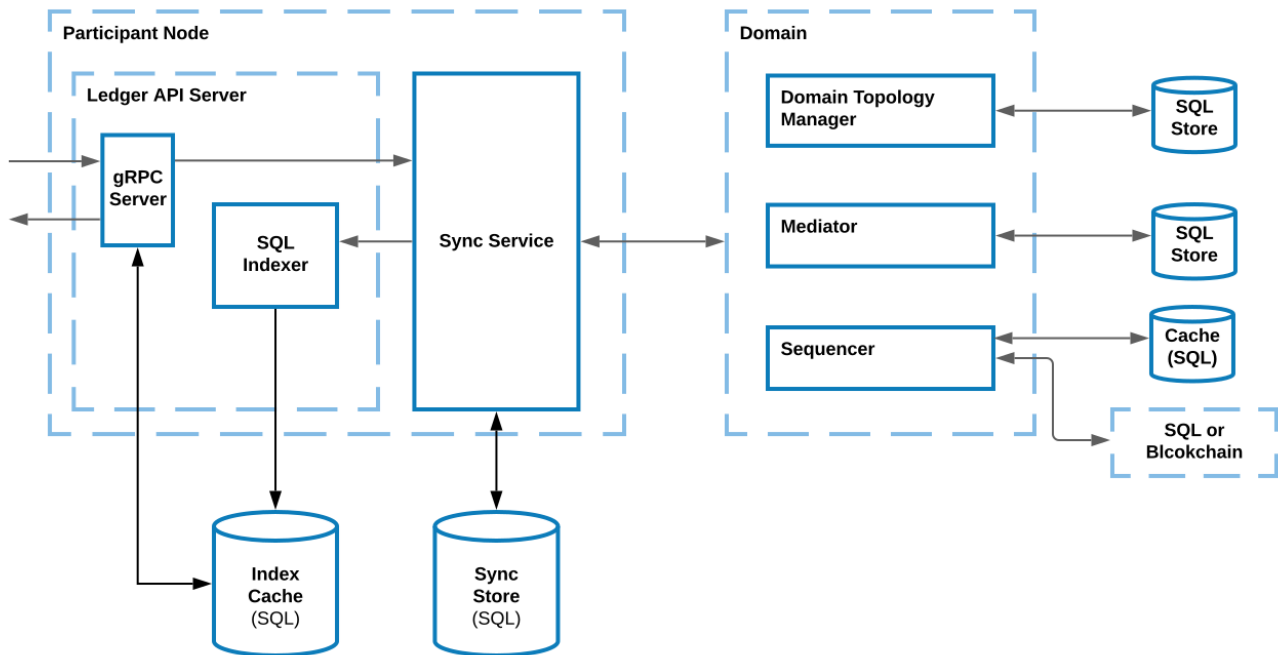 Participant Node
Domain
Ledger API Server
gRPC
Server
SQL
Indexer
Sync Service
Domain Topology
Manager
SQL
Store
Mediator
SQL
Store
Sequencer
Cache
(SQL)
SQL or
Blcokchain
Index
Cache
(SQL)
Sync
Store
(SQL)